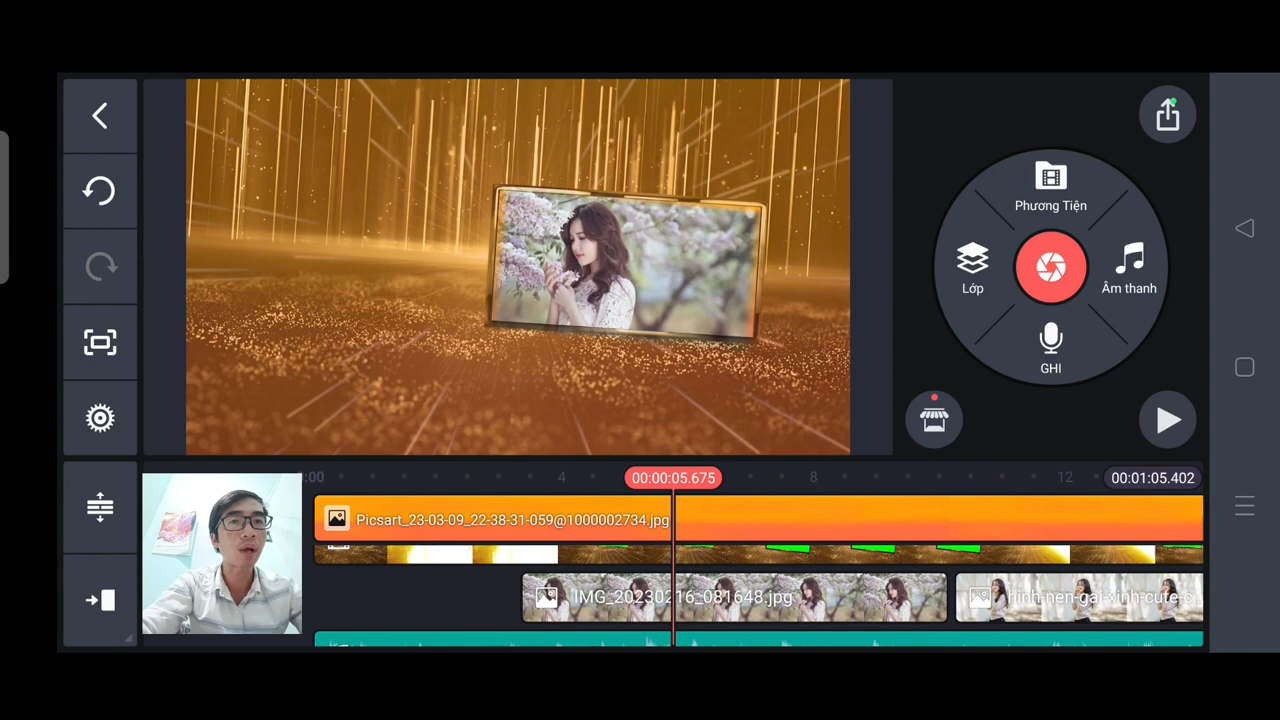 Phương Tiện
Lớp
Âm thanh
GHI
:00
4
00:00:05.675
8
12
00:01:05.402
Picsart_23-03-09_22-38-31-059@1000002734.jpg
IMG_20230216_081648.jpg
hinh-nen-gai-xinh-cute-c...